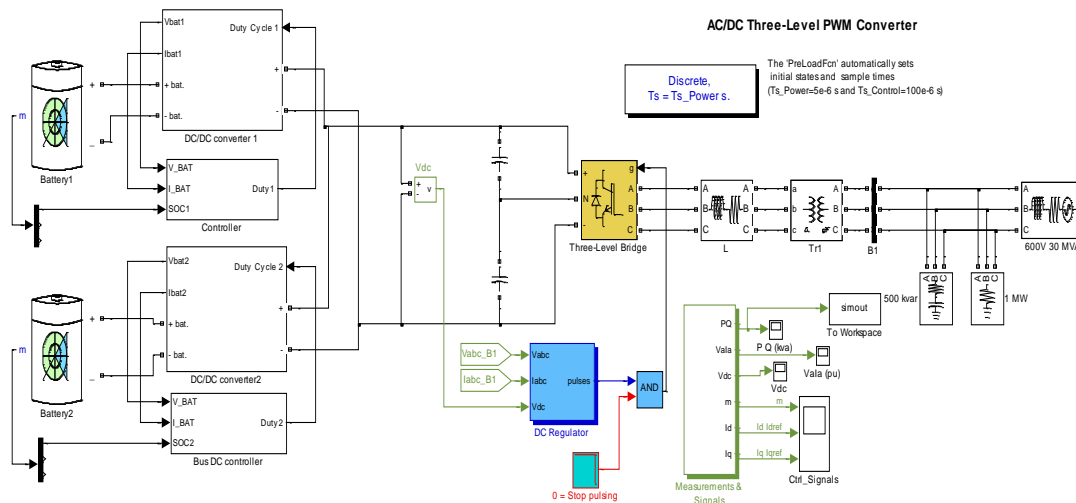 AC/DC Three-Level PWM Converter
Discrete,
Ts = Ts_Power s.
The 'PreLoadFcn' automatically sets
initial states and sample times
(Ts_Power=5e-6 s and Ts_Control=100e-6 s)
Vbat1
Duty Cycle 1
Ibat1
+
+ bat.
+
m
_
- bat.
-
DC/DC converter 1
Battery1
V_BAT
I_BAT
Duty1
SOC1
Controller
Vbat2
Duty Cycle 2
Ibat2
+
+ bat.
+
m
_
- bat.
-
DC/DC converter2
Battery2
V_BAT
I_BAT
Duty2
SOC2
Bus DC controller
Vdc
+
-
v
g
+
N
-
A
B
C
Three-Level Bridge
A
B
C
A
B
C
L
a
b
c
A
B
C
Tr1
B1
A
B
C
600V 30 MVA
A B C
500 kvar
A B C
1 MW
Vabc_B1
Iabc_B1
Vabc
Iabc
Vdc
pulses
DC Regulator
AND
0 = Stop pulsing
PQ
Vala
Vdc
m
Id
Iq
Measurements &
Signals
simout
To Workspace
P Q (kva)
Vala (pu)
Vdc
m
Id Idref
Iq Iqref
Ctrl_Signals